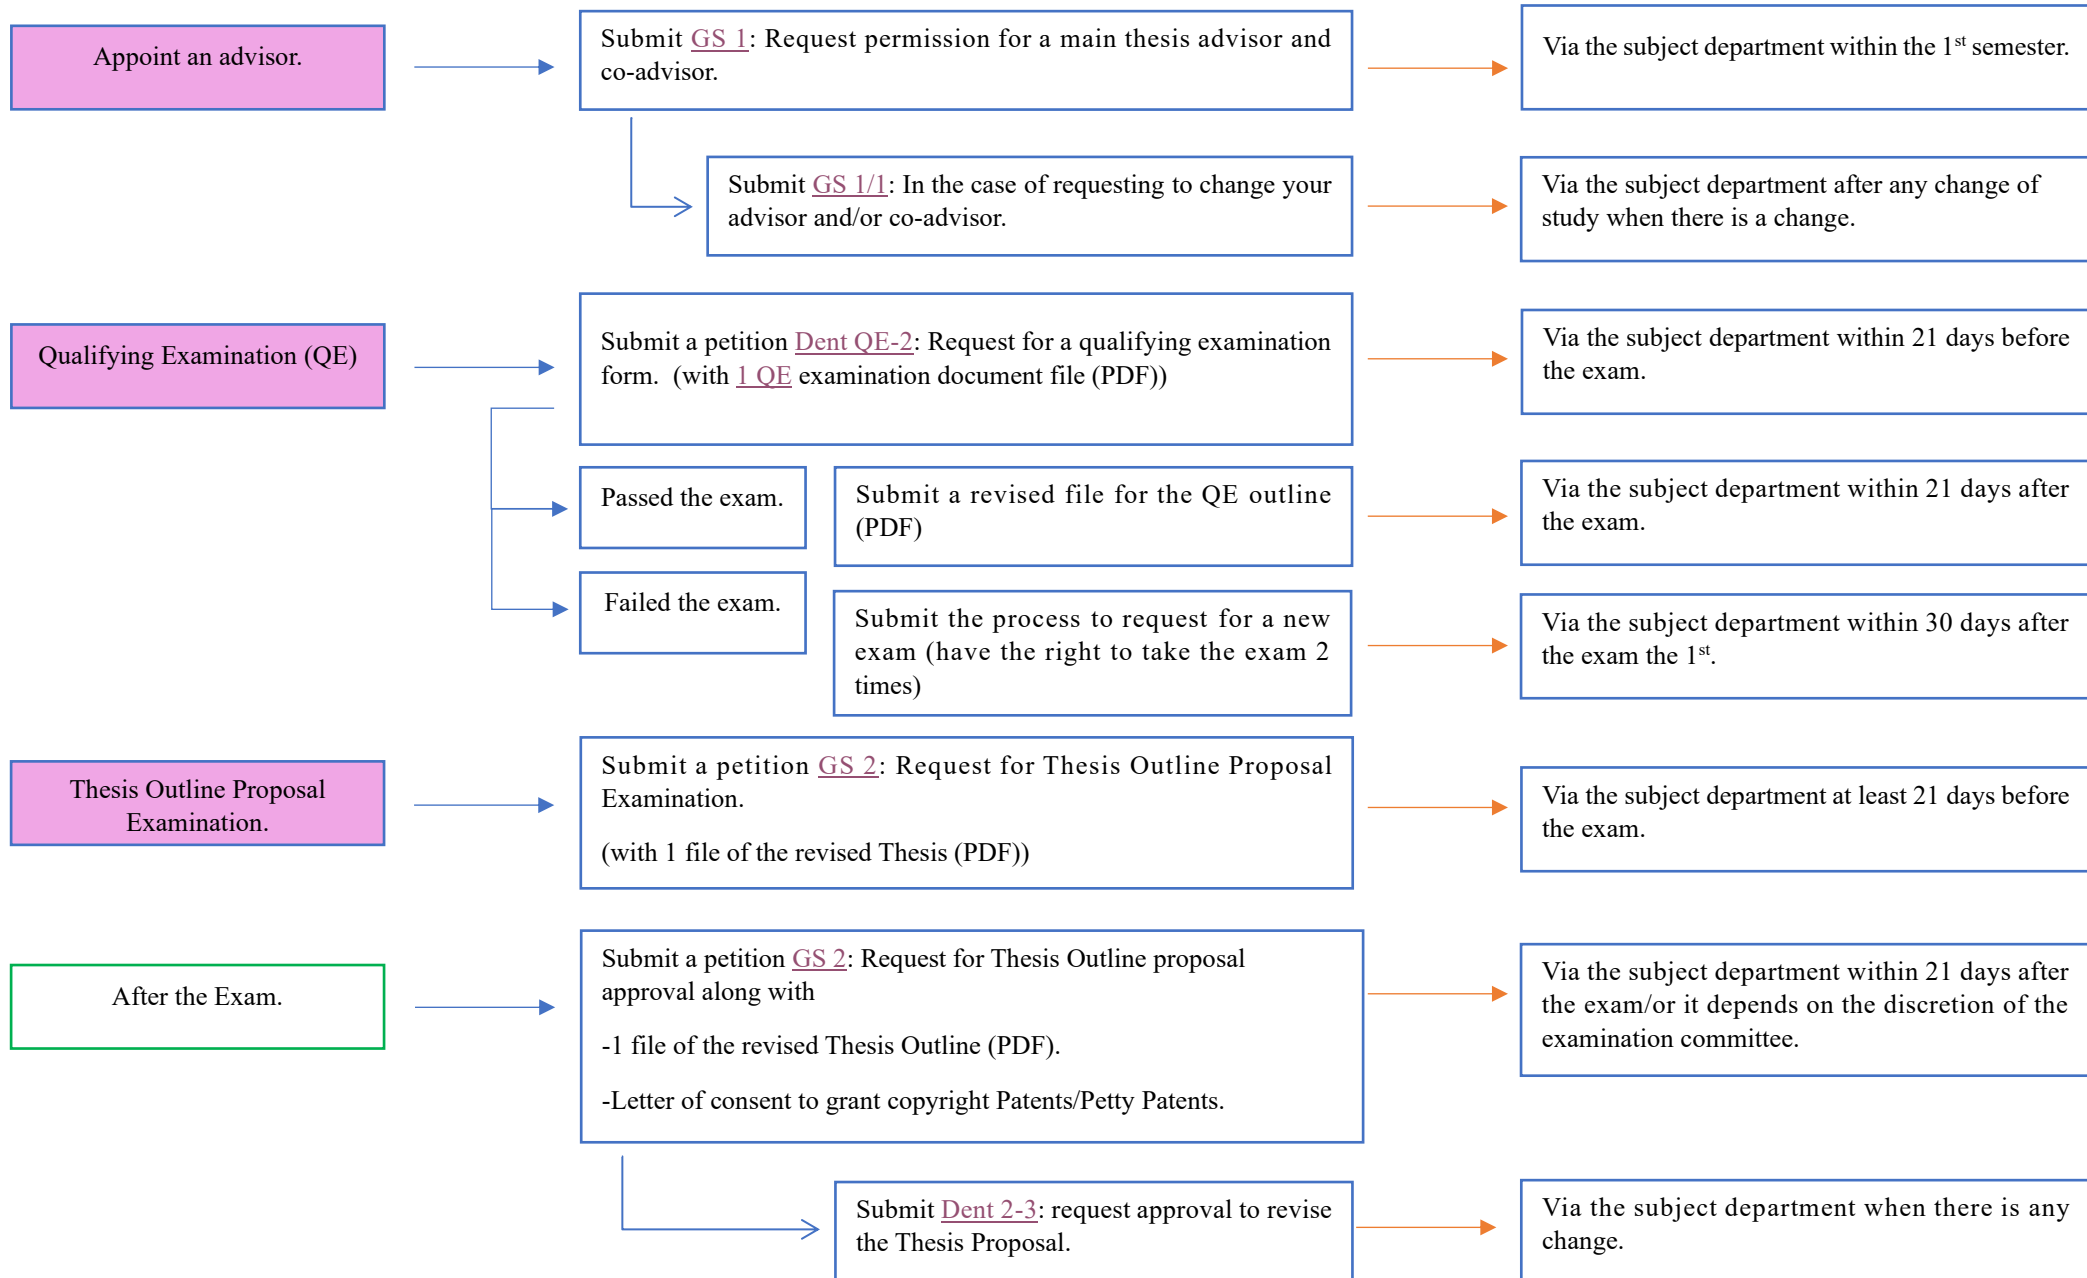 Appoint an advisor.
Submit GS 1: Request permission for a main thesis advisor and
co-advisor.
Via the subject department within the 1st semester.
Submit GS 1/1: In the case of requesting to change your
advisor and/or co-advisor.
Via the subject department after any change of
study when there is a change.
Qualifying Examination (QE)
Submit a petition Dent QE-2: Request for a qualifying examination
form. (with 1 QE examination document file (PDF))
Via the subject department within 21 days before
the exam.
Passed the exam.
Submit a revised file for the QE outline
(PDF)
Via the subject department within 21 days after
the exam.
Failed the exam.
Submit the process to request for a new
exam (have the right to take the exam 2
times)
Via the subject department within 30 days after
the exam the 1st.
Thesis Outline Proposal
Examination.
Submit a petition GS 2: Request for Thesis Outline Proposal
Examination.
(with 1 file of the revised Thesis (PDF))
Via the subject department at least 21 days before
the exam.
After the Exam.
Submit a petition GS 2: Request for Thesis Outline proposal
approval along with
-1 file of the revised Thesis Outline (PDF).
-Letter of consent to grant copyright Patents/Petty Patents.
Via the subject department within 21 days after
the exam/or it depends on the discretion of the
examination committee.
Submit Dent 2-3: request approval to revise
the Thesis Proposal.
Via the subject department when there is any
change.